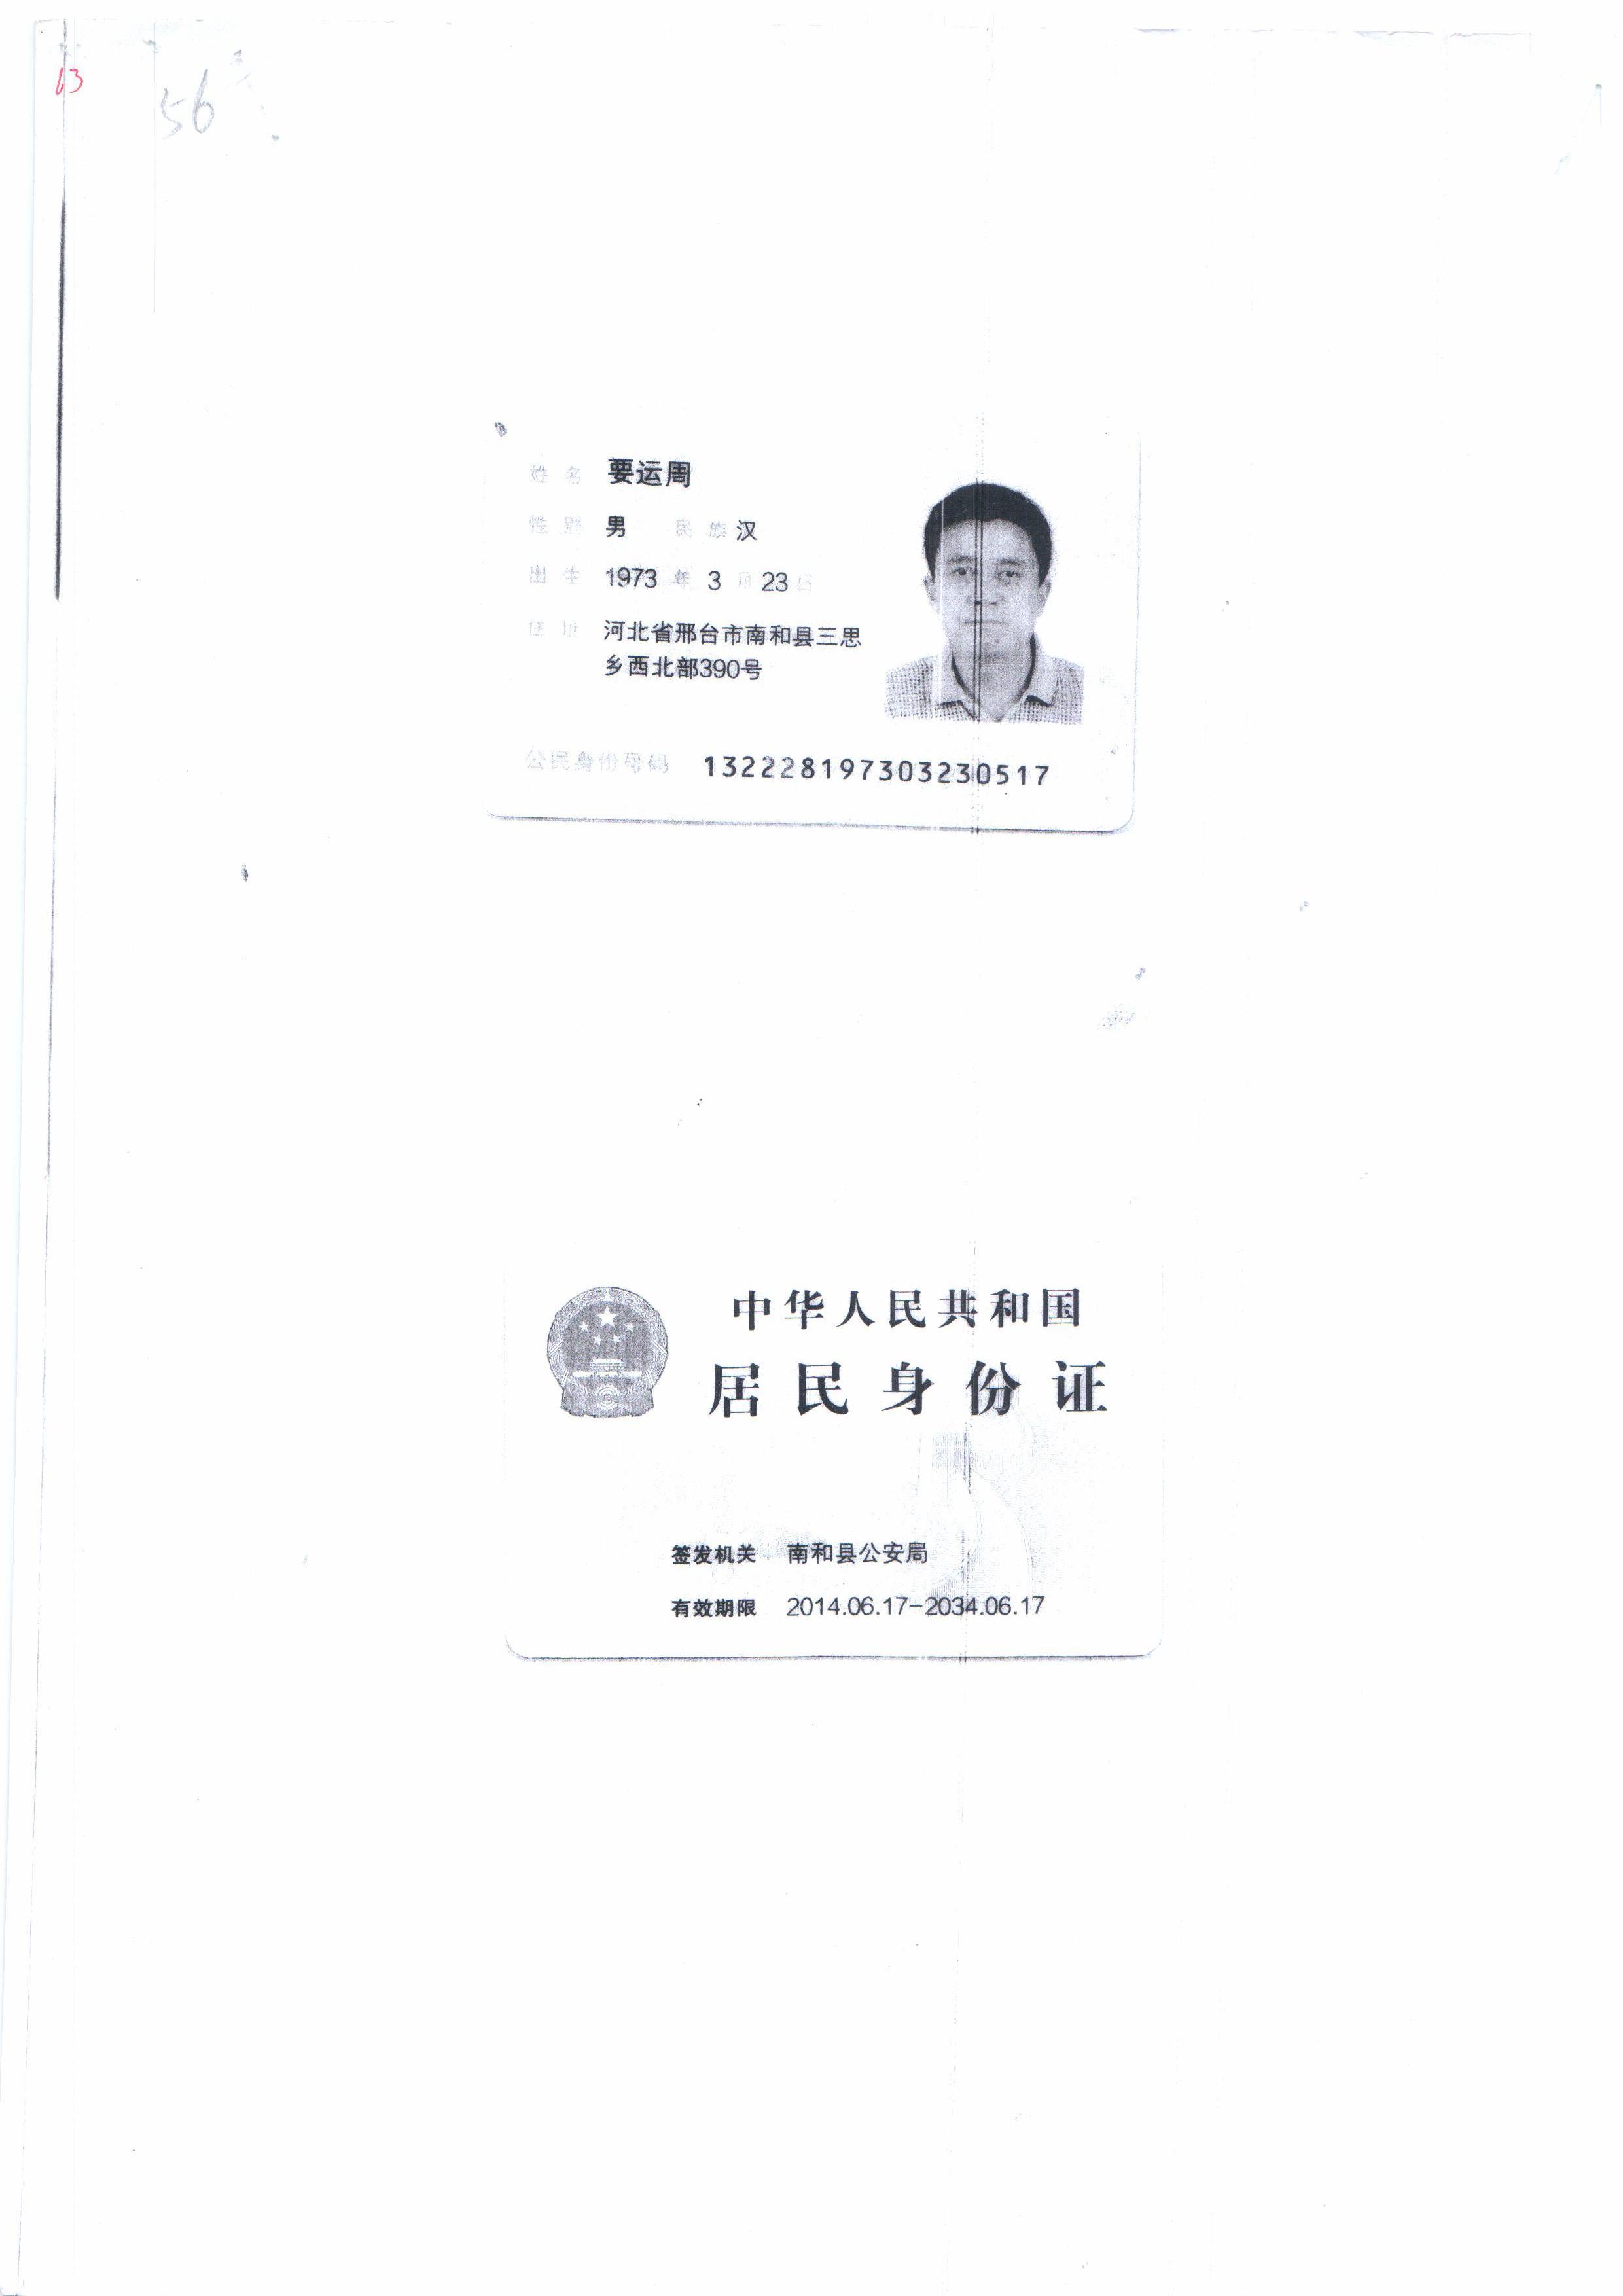 63
56
姓名 要运周
性别 男 民族 汉
出生 1973 年 3 月 23 日
住址 河北省邢台市南和县三思
乡西北部390号
公民身份号码 132228197303230517
中华人民共和国
居民身份证
签发机关 南和县公安局
有效期限 2014.06.17-2034.06.17